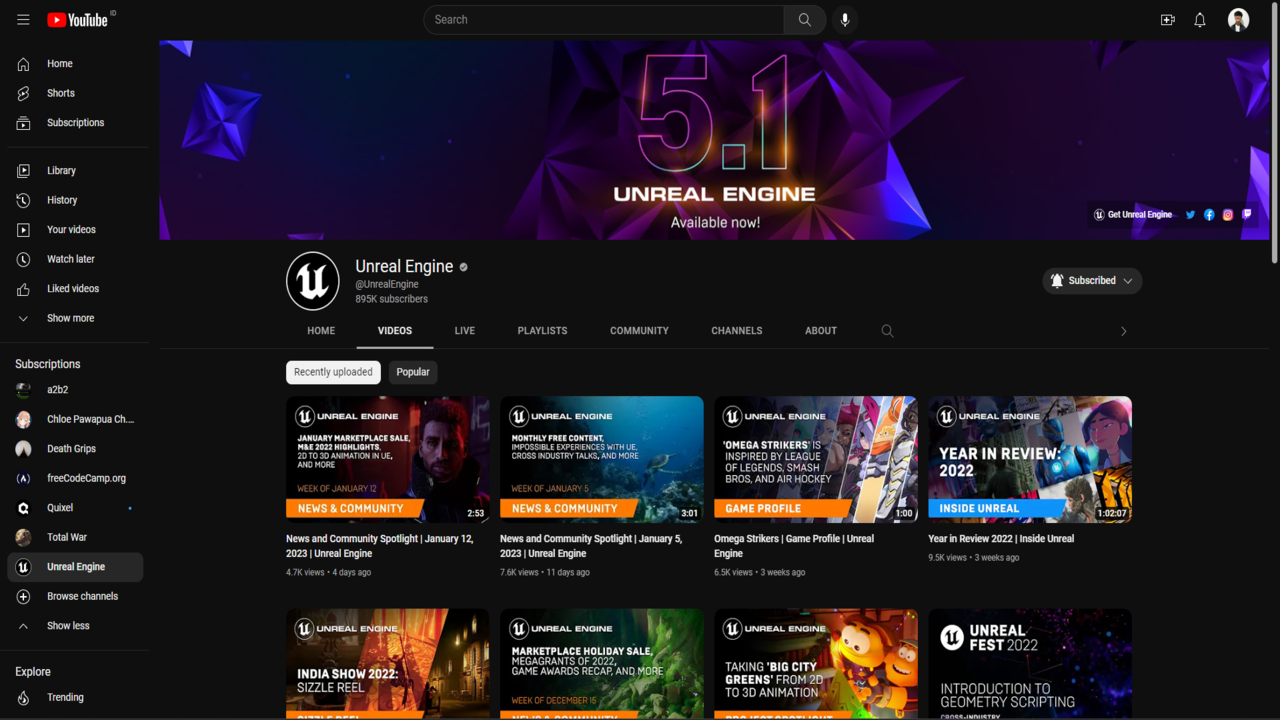 YouTube ID
Search
Home
Shorts
Subscriptions
Library
History
Your videos
Watch later
Liked videos
Show more
Subscriptions
a2b2
Chloe Pawapua Ch....
Death Grips
freeCodeCamp.org
Quixel
Total War
Unreal Engine
Browse channels
Show less
Explore
Trending
5.1
UNREAL ENGINE
Available now!
Get Unreal Engine
Unreal Engine
@UnrealEngine
895K subscribers
Subscribed
HOME
VIDEOS
LIVE
PLAYLISTS
COMMUNITY
CHANNELS
ABOUT
Recently uploaded
Popular
UNREAL ENGINE
JANUARY MARKETPLACE SALE,
M&E 2022 HIGHLIGHTS
2D TO 3D ANIMATION IN UE,
AND MORE
WEEK OF JANUARY 12
NEWS & COMMUNITY
2:53
News and Community Spotlight | January 12,
2023 | Unreal Engine
4.7K views • 4 days ago
UNREAL ENGINE
MONTHLY FREE CONTENT,
IMPOSSIBLE EXPERIENCES WITH UE,
CROSS INDUSTRY TALKS, AND MORE
WEEK OF JANUARY 5
NEWS & COMMUNITY
3:01
News and Community Spotlight | January 5,
2023 | Unreal Engine
7.6K views • 11 days ago
UNREAL ENGINE
'OMEGA STRIKERS' IS
INSPIRED BY LEAGUE
OF LEGENDS, SMASH
BROS, AND AIR HOCKEY
GAME PROFILE
1:00
Omega Strikers | Game Profile | Unreal
Engine
6.5K views • 3 weeks ago
UNREAL ENGINE
YEAR IN REVIEW:
2022
INSIDE UNREAL
1:02:07
Year in Review 2022 | Inside Unreal
9.5K views • 3 weeks ago
UNREAL ENGINE
INDIA SHOW 2022:
SIZZLE REEL
SIZZLE REEL
UNREAL ENGINE
MARKETPLACE HOLIDAY SALE,
MEGAGRANTS OF 2022,
GAME AWARDS RECAP, AND MORE
WEEK OF DECEMBER 15
NEWS & COMMUNITY
UNREAL ENGINE
TAKING 'BIG CITY
GREENS' FROM 2D
TO 3D ANIMATION
PROJECT SPOTLIGHT
UNREAL
FEST 2022
INTRODUCTION TO
GEOMETRY SCRIPTING
CROSS-INDUSTRY